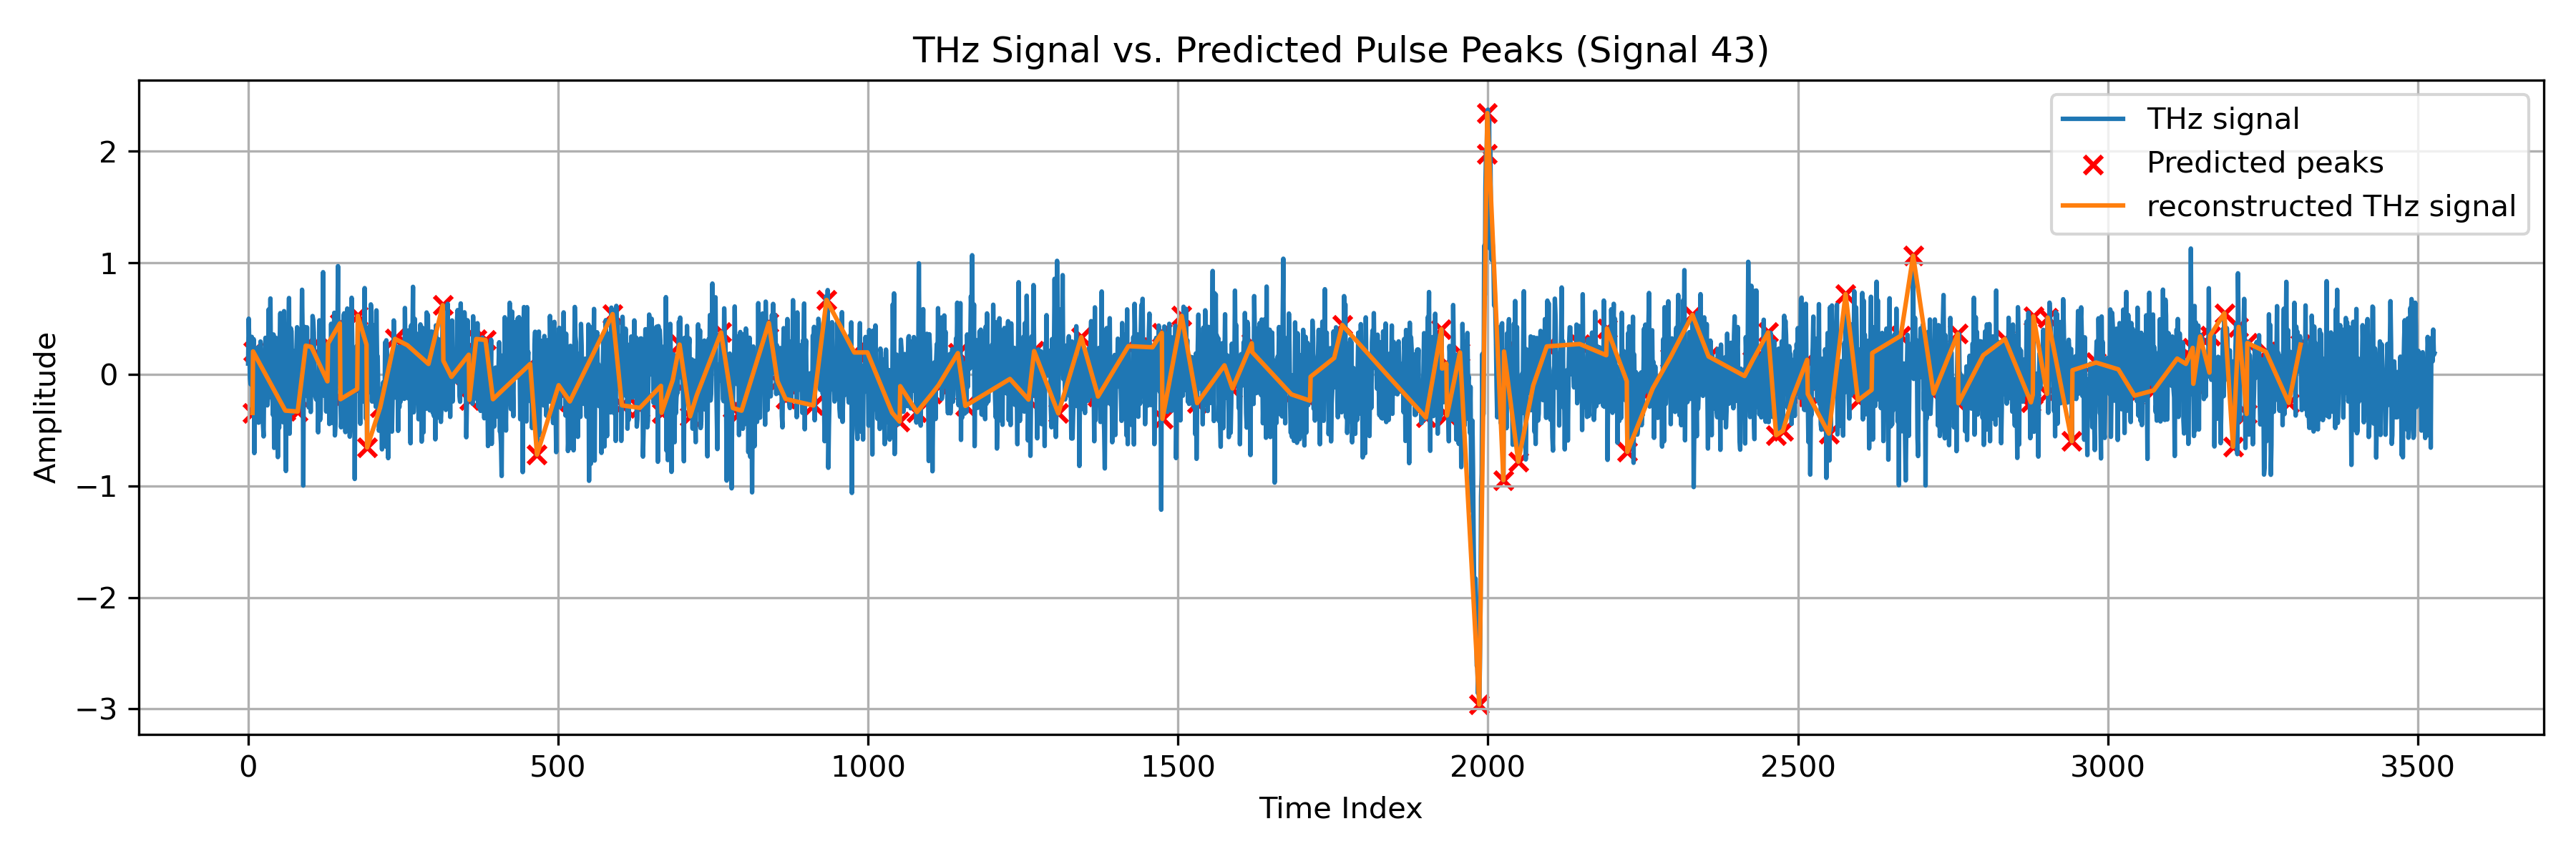 THz Signal vs. Predicted Pulse Peaks (Signal 43)
THz signal
Predicted peaks
reconstructed THz signal
Amplitude
2
1
0
−1
−2
−3
0 500 1000 1500 2000 2500 3000 3500
Time Index